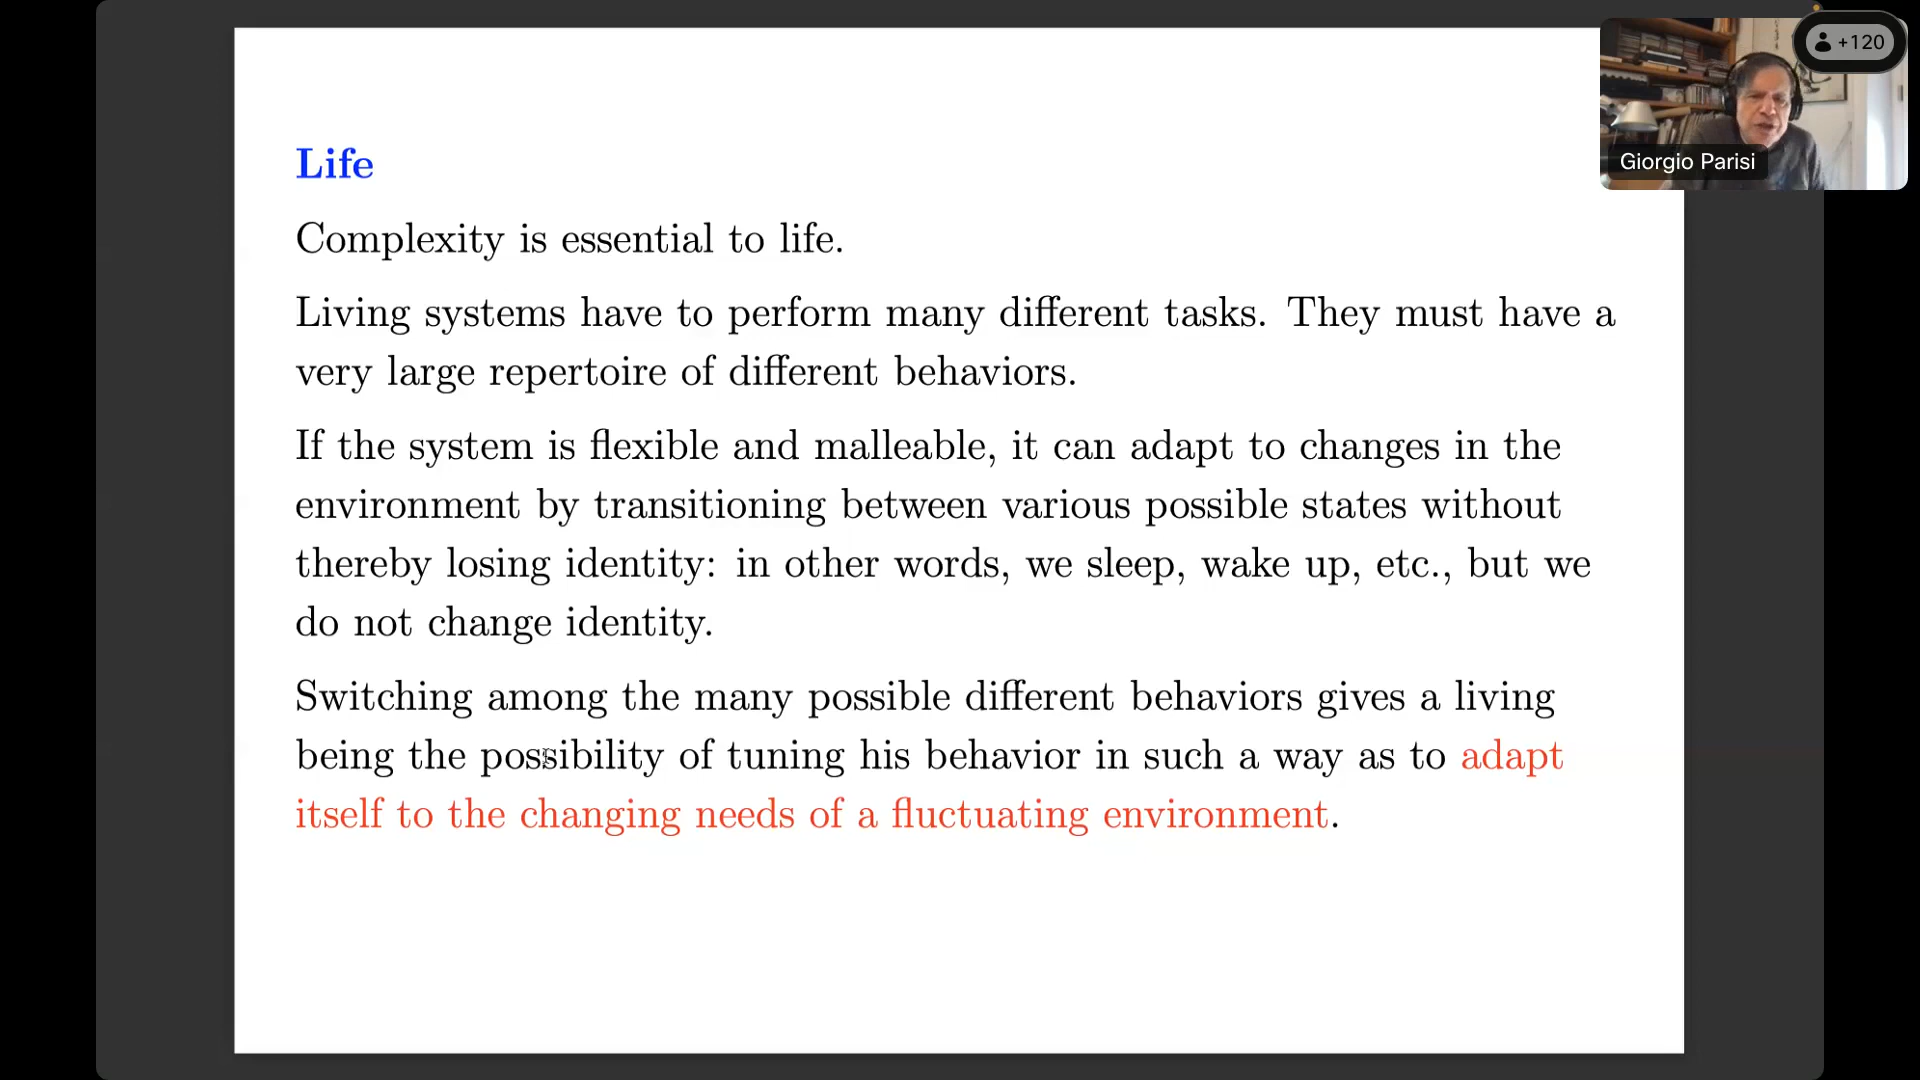 +120
Giorgio Parisi
Life
Complexity is essential to life.
Living systems have to perform many different tasks. They must have a
very large repertoire of different behaviors.
If the system is flexible and malleable, it can adapt to changes in the
environment by transitioning between various possible states without
thereby losing identity: in other words, we sleep, wake up, etc., but we
do not change identity.
Switching among the many possible different behaviors gives a living
being the possibility of tuning his behavior in such a way as to adapt
itself to the changing needs of a fluctuating environment.